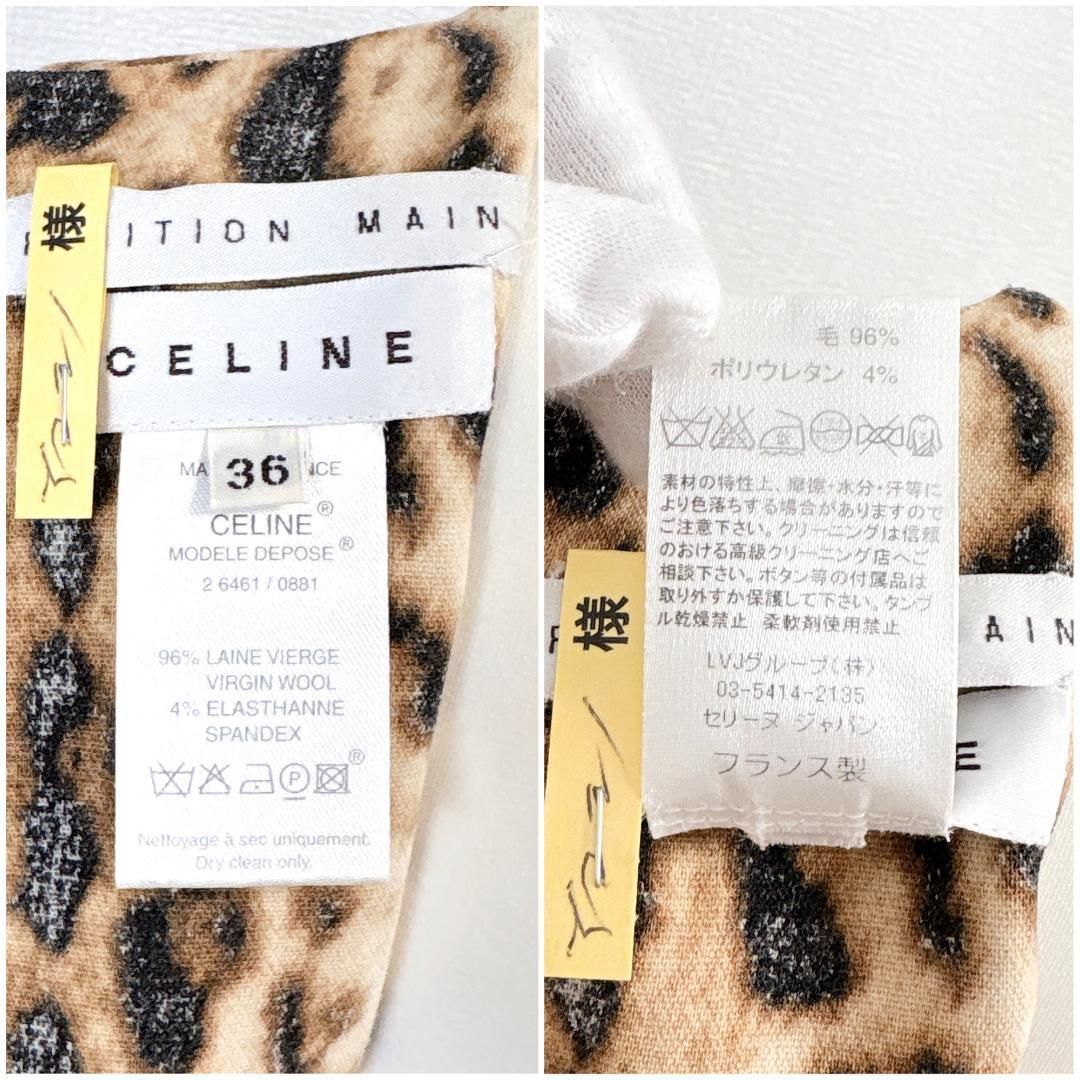 様
ITION MAIN
CELINE
36
CELINE®
MODELE DEPOSE®
2 6461 / 0881
96% LAINE VIERGE
VIRGIN WOOL
4% ELASTHANNE
SPANDEX
P
®
Nettoyage à sec uniquement.
Dry clean only.
毛 96%
ポリウレタン 4%
素材の特性上、摩擦・水分・汗等に
より色落ちする場合がありますので
ご注意下さい。クリーニングは信頼
のおける高級クリーニング店へご
相談下さい。ボタン等の付属品は
取り外すか保護して下さい。タンブ
ル乾燥禁止 柔軟剤使用禁止
LVJグループ(株)
03-5414-2135
セリーヌ ジャパン
フランス製
様
AIN
E